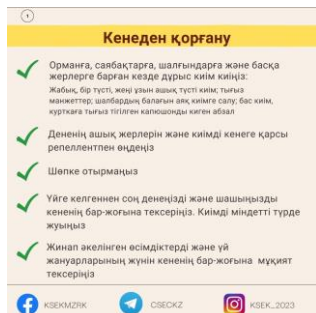 1
Кенеден қорғану
Орманға, саябақтарға, шалғындарға және басқа
жерлерге барған кезде дұрыс киім киіңіз:
Жабық, бір түсті, жеңі ұзын ашық түсті киім; тығыз
манжеттер; шалбардың балағын аяқ киімге салу; бас киім,
курткаға тығыз тігілген капюшонды киген абзал
Дененің ашық жерлерін және киімді кенеге қарсы
репеллентпен өңдеңіз
Шөпке отырмаңыз
Үйге келгеннен соң денеңізді және шашыңызды
кененің бар-жоғына тексеріңіз. Киімді міндетті түрде
жуыңыз
Жинап әкелінген өсімдіктерді және үй
жануарларының жүнін кененің бар-жоғына мұқият
тексеріңіз
KSEKMZRK CSECKZ KSEK_2023